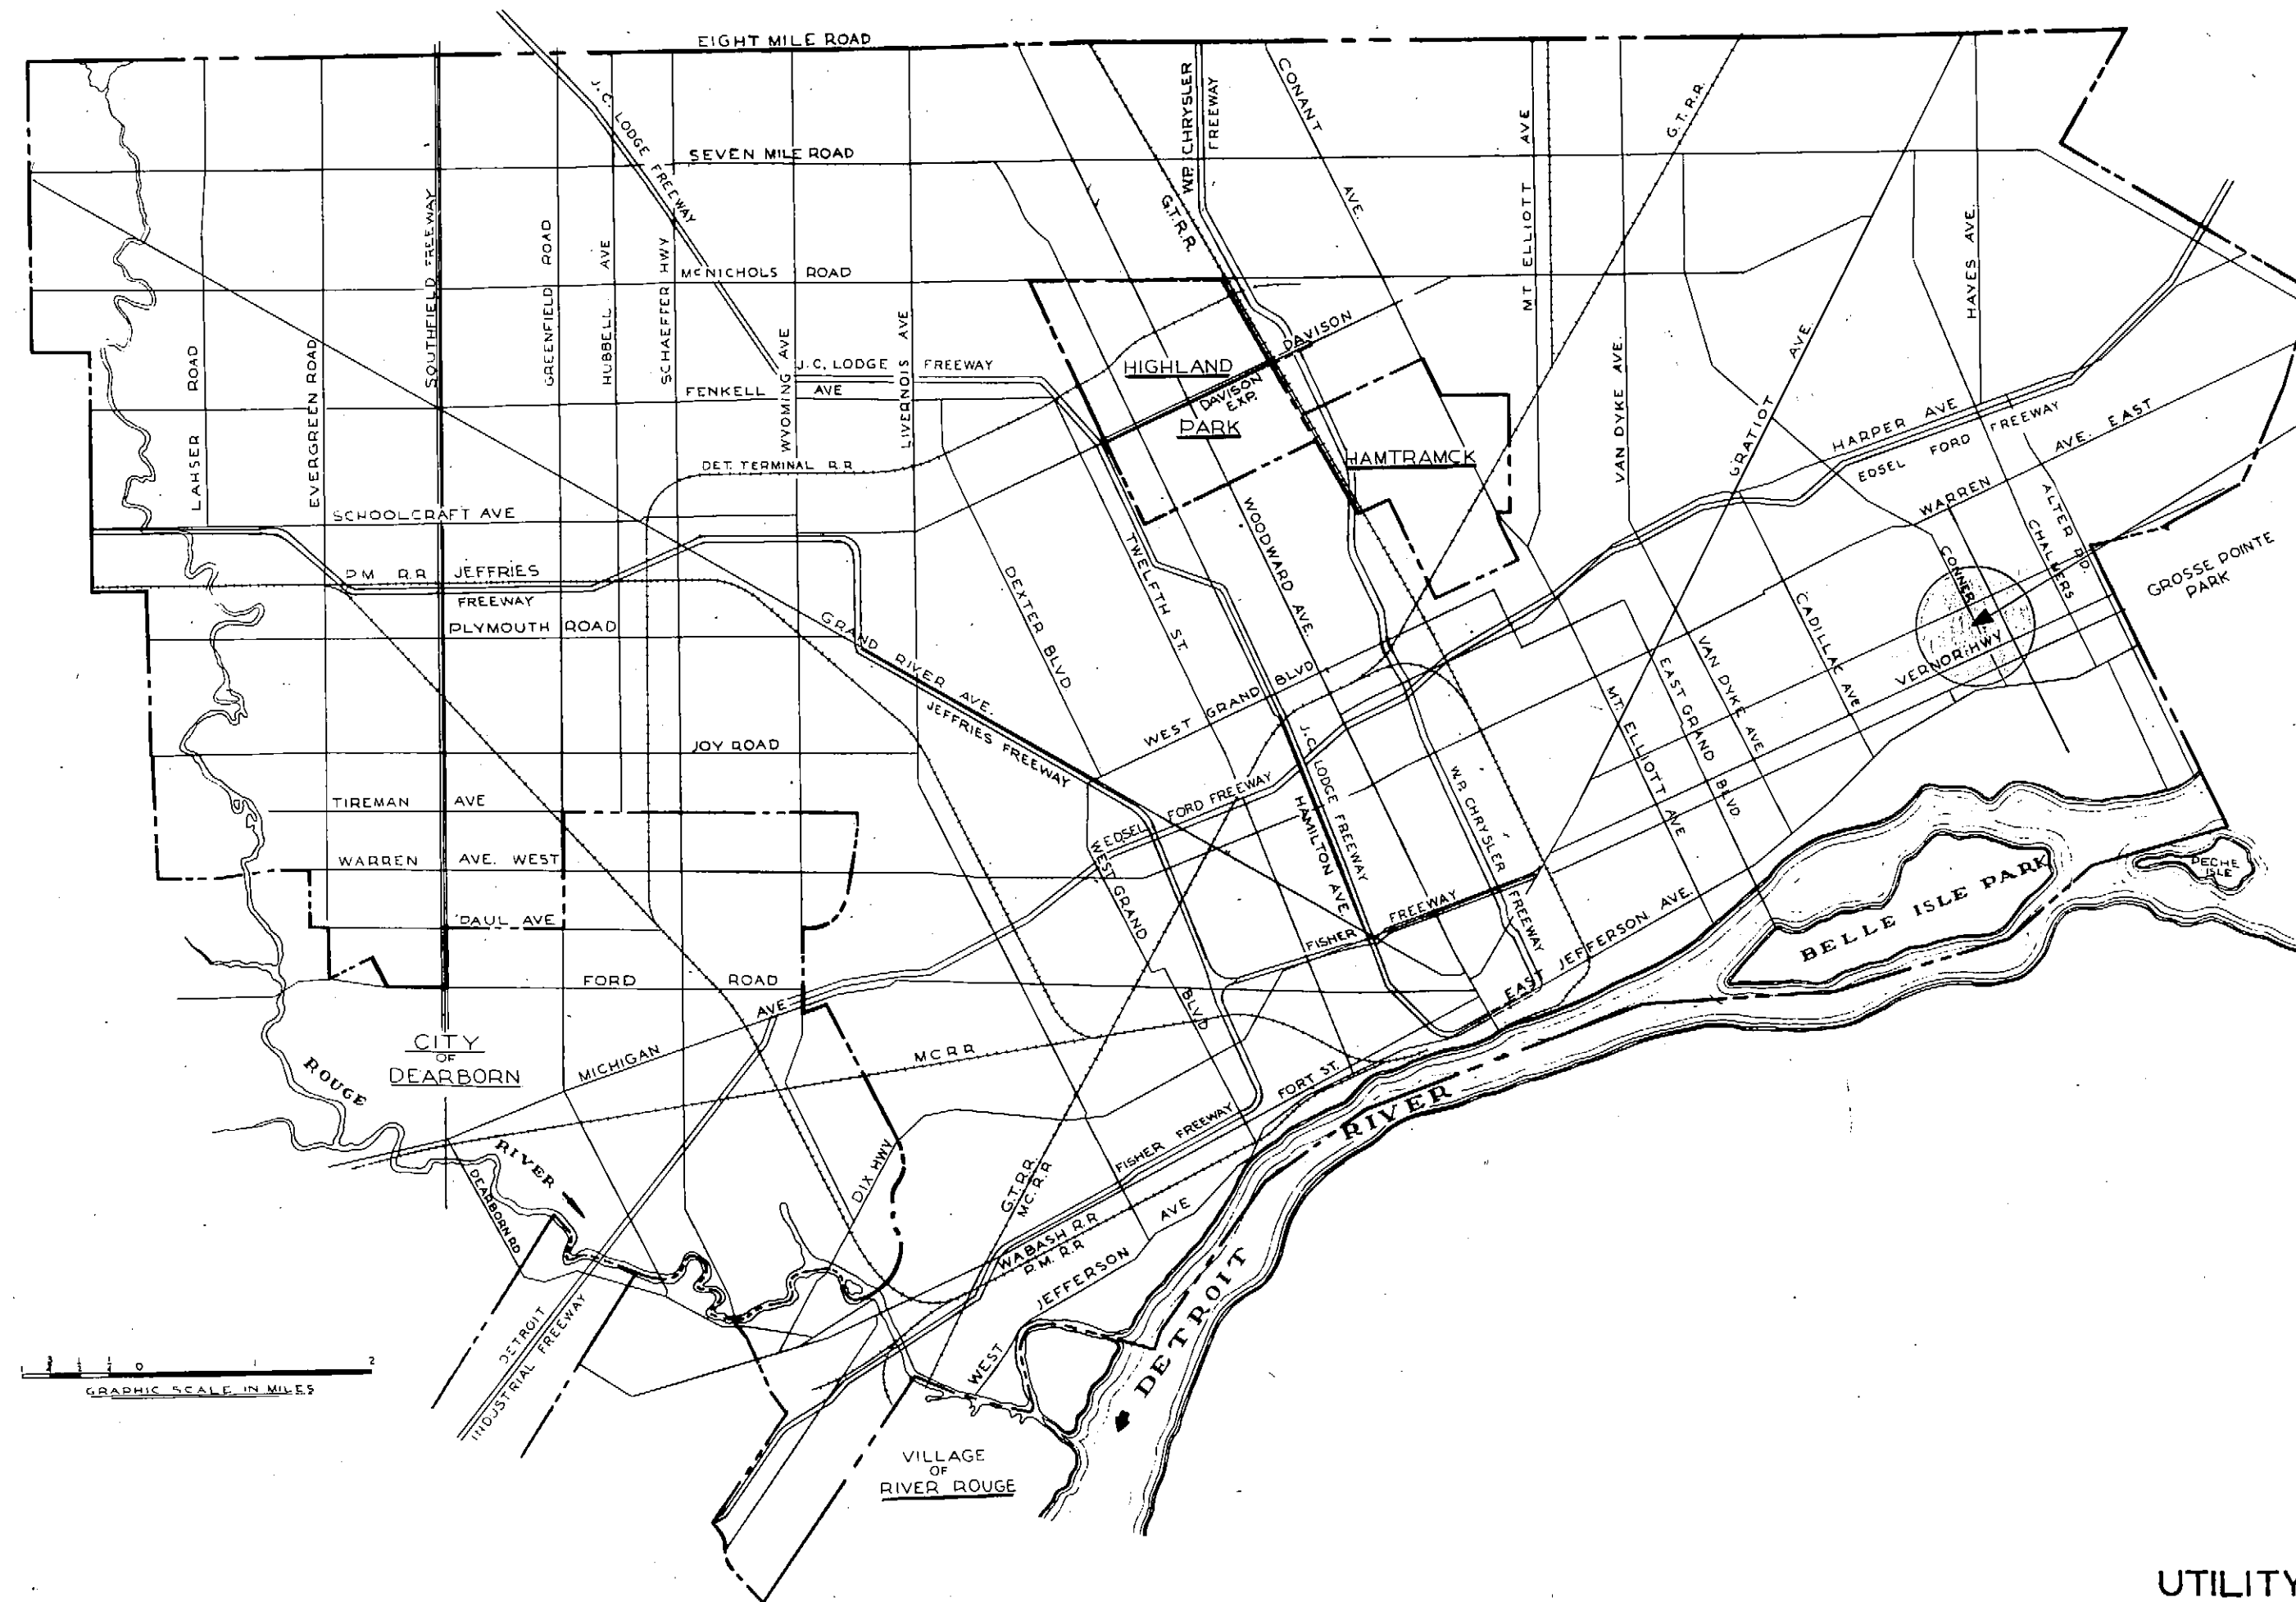 EIGHT MILE ROAD
J.C. LODGE FREEWAY
SEVEN MILE ROAD
W.P. CHRYSLER
FREEWAY
CONANT
AVE.
MT ELLIOTT AVE
G.T.R.R.
G.T.R.R.
HAYES AVE.
SOUTHFIELD FREEWAY
GREENFIELD ROAD
HUBBELL AVE
SCHAEFFER HWY
MCNICHOLS ROAD
LAHSER ROAD
EVERGREEN ROAD
WYOMING AVE
LIVERNOIS AVE
J.C. LODGE FREEWAY
FENKELL AVE
HIGHLAND
PARK
DAVISON
DAVISON
EXP.
HAMTRAMCK
VAN DYKE AVE.
GRATIOT AVE.
HARPER AVE
EDSEL FORD FREEWAY
WARREN AVE. EAST
DET. TERMINAL R.R.
SCHOOLCRAFT AVE
P.M. R.R. JEFFRIES
FREEWAY
PLYMOUTH ROAD
GRAND RIVER AVE.
JEFFRIES FREEWAY
DEXTER BLVD
TWELFTH ST.
WOODWARD AVE.
ALTER RD.
CHALMERS
CONNER
GROSSE POINTE
PARK
VERNOR HWY
CADILLAC AVE
VAN DYKE AVE
EAST GRAND BLVD
MT. ELLIOTT AVE
WEST GRAND BLVD
JOY ROAD
TIREMAN AVE
WARREN AVE. WEST
PAUL AVE
FORD ROAD
EDSEL FORD FREEWAY
WEST GRAND BLVD
J.C. LODGE FREEWAY
HAMILTON AVE.
W.P. CHRYSLER FREEWAY
FISHER FREEWAY
EAST JEFFERSON AVE.
BELLE ISLE PARK
PECHE
ISLE
CITY
OF
DEARBORN
MICHIGAN AVE
M.C.R.R.
ROUGE RIVER
DEARBORN RD
DETROIT
INDUSTRIAL FREEWAY
DIX HWY
G.T.R.R.
M.C.R.R
FISHER FREEWAY
FORT ST.
WABASH R.R
P.M. R.R
WEST JEFFERSON AVE
DETROIT RIVER
VILLAGE
OF
RIVER ROUGE
1 1/2 0 1 2
GRAPHIC SCALE IN MILES
UTILITY